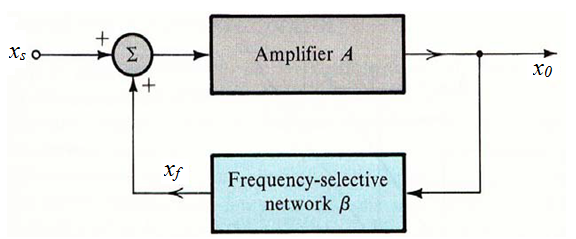 xs
+
Σ
+
Amplifier A
x0
xf
Frequency-selective
network β